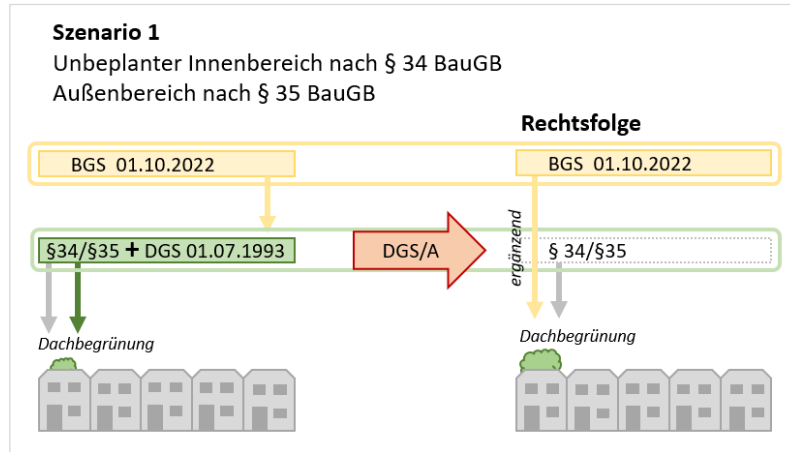 Szenario 1
Unbeplanter Innenbereich nach § 34 BauGB
Außenbereich nach § 35 BauGB
Rechtsfolge
BGS 01.10.2022
BGS 01.10.2022
§34/§35 + DGS 01.07.1993
DGS/A
ergänzend
§ 34/§35
Dachbegrünung
Dachbegrünung